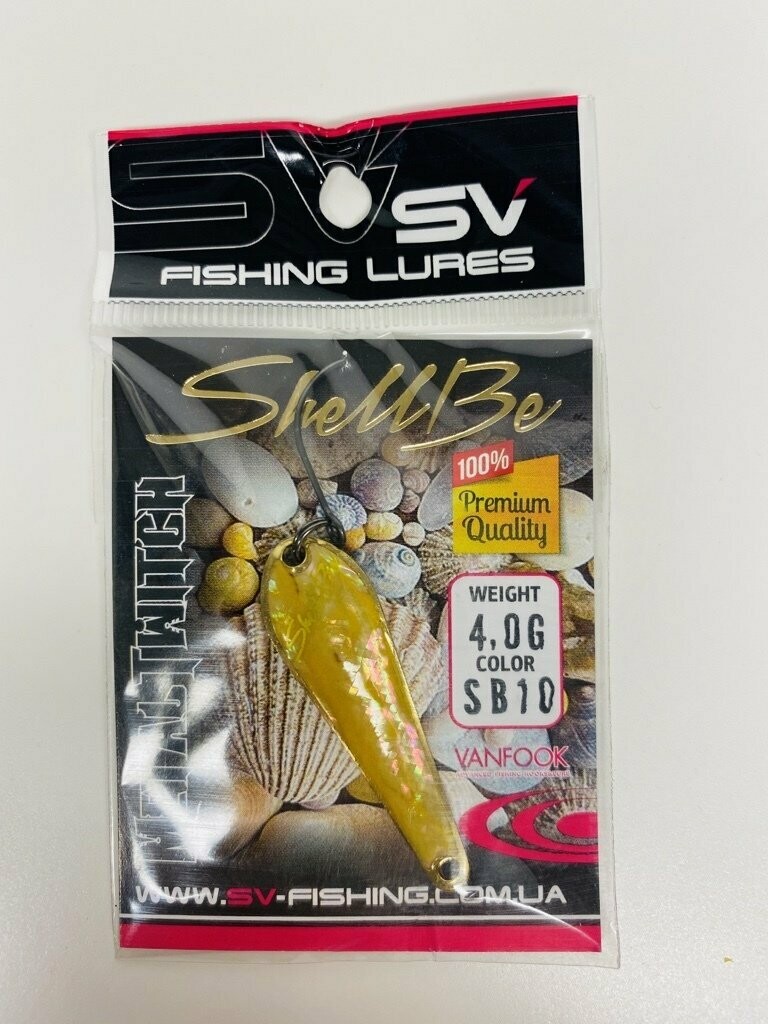 SV
SV
FISHING LURES
ShellBe
100%
Premium
Quality
WEIGHT
4,0G
COLOR
SB10
VANFOOK
WWW.SV-FISHING.COM.UA